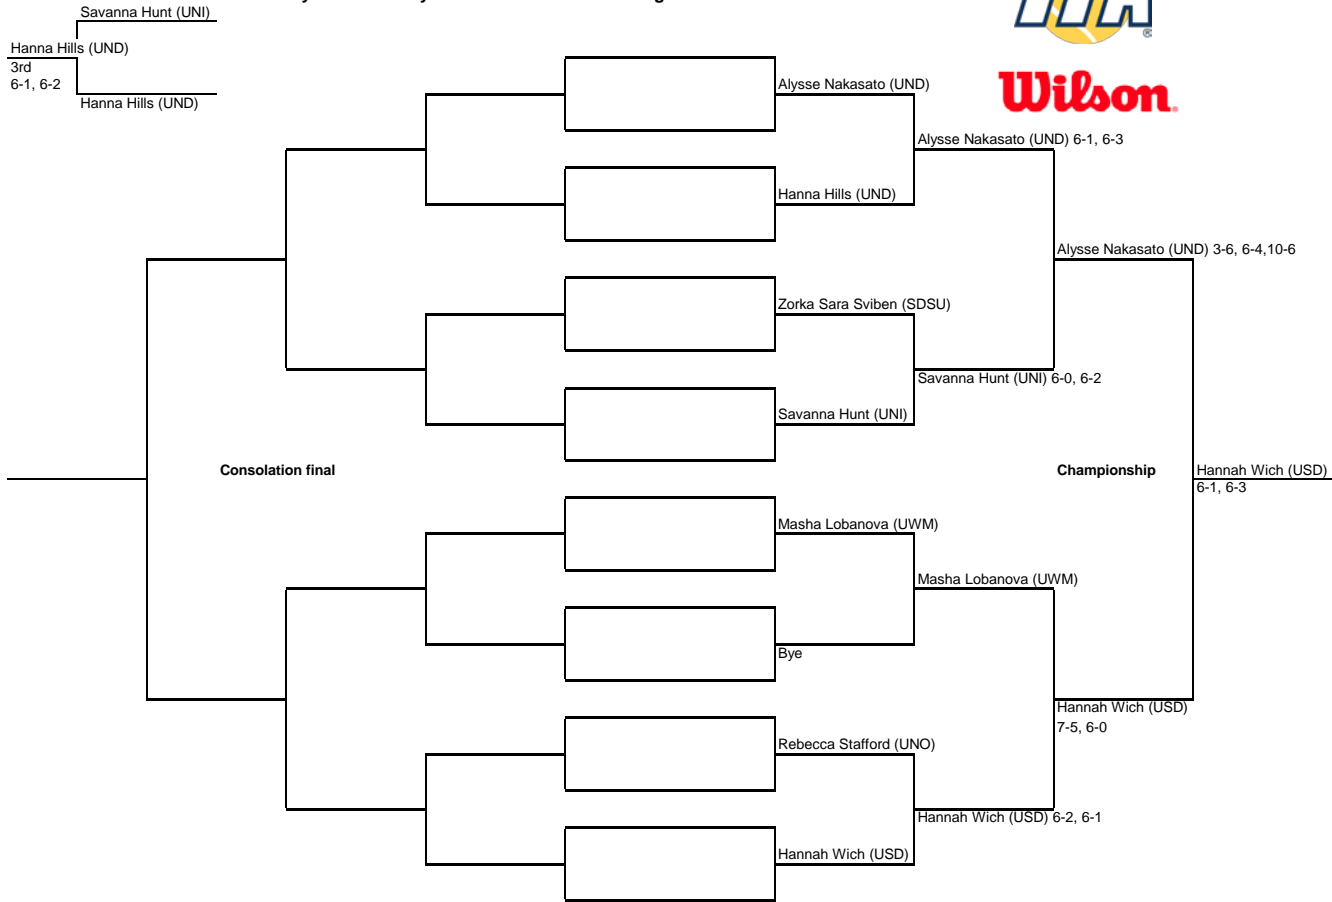 Savanna Hunt (UNI)
Hanna Hills (UND)
3rd
6-1, 6-2
Hanna Hills (UND)
ITA
®
Wilson.
Alysse Nakasato (UND)
Alysse Nakasato (UND) 6-1, 6-3
Hanna Hills (UND)
Alysse Nakasato (UND) 3-6, 6-4,10-6
Zorka Sara Sviben (SDSU)
Savanna Hunt (UNI) 6-0, 6-2
Savanna Hunt (UNI)
Consolation final
Championship
Hannah Wich (USD)
6-1, 6-3
Masha Lobanova (UWM)
Masha Lobanova (UWM)
Bye
Hannah Wich (USD)
7-5, 6-0
Rebecca Stafford (UNO)
Hannah Wich (USD) 6-2, 6-1
Hannah Wich (USD)